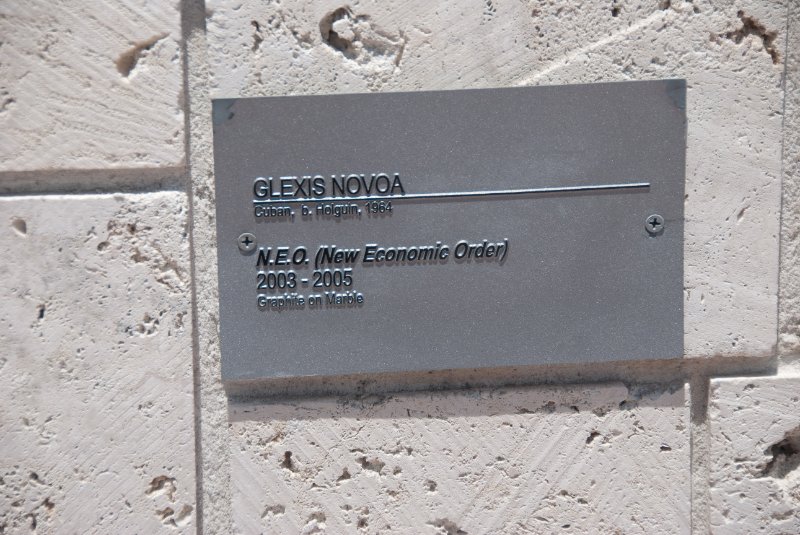 GLEXIS NOVOA
Cuban, b. Holguin, 1964
N.E.O. (New Economic Order)
2003 - 2005
Graphite on Marble